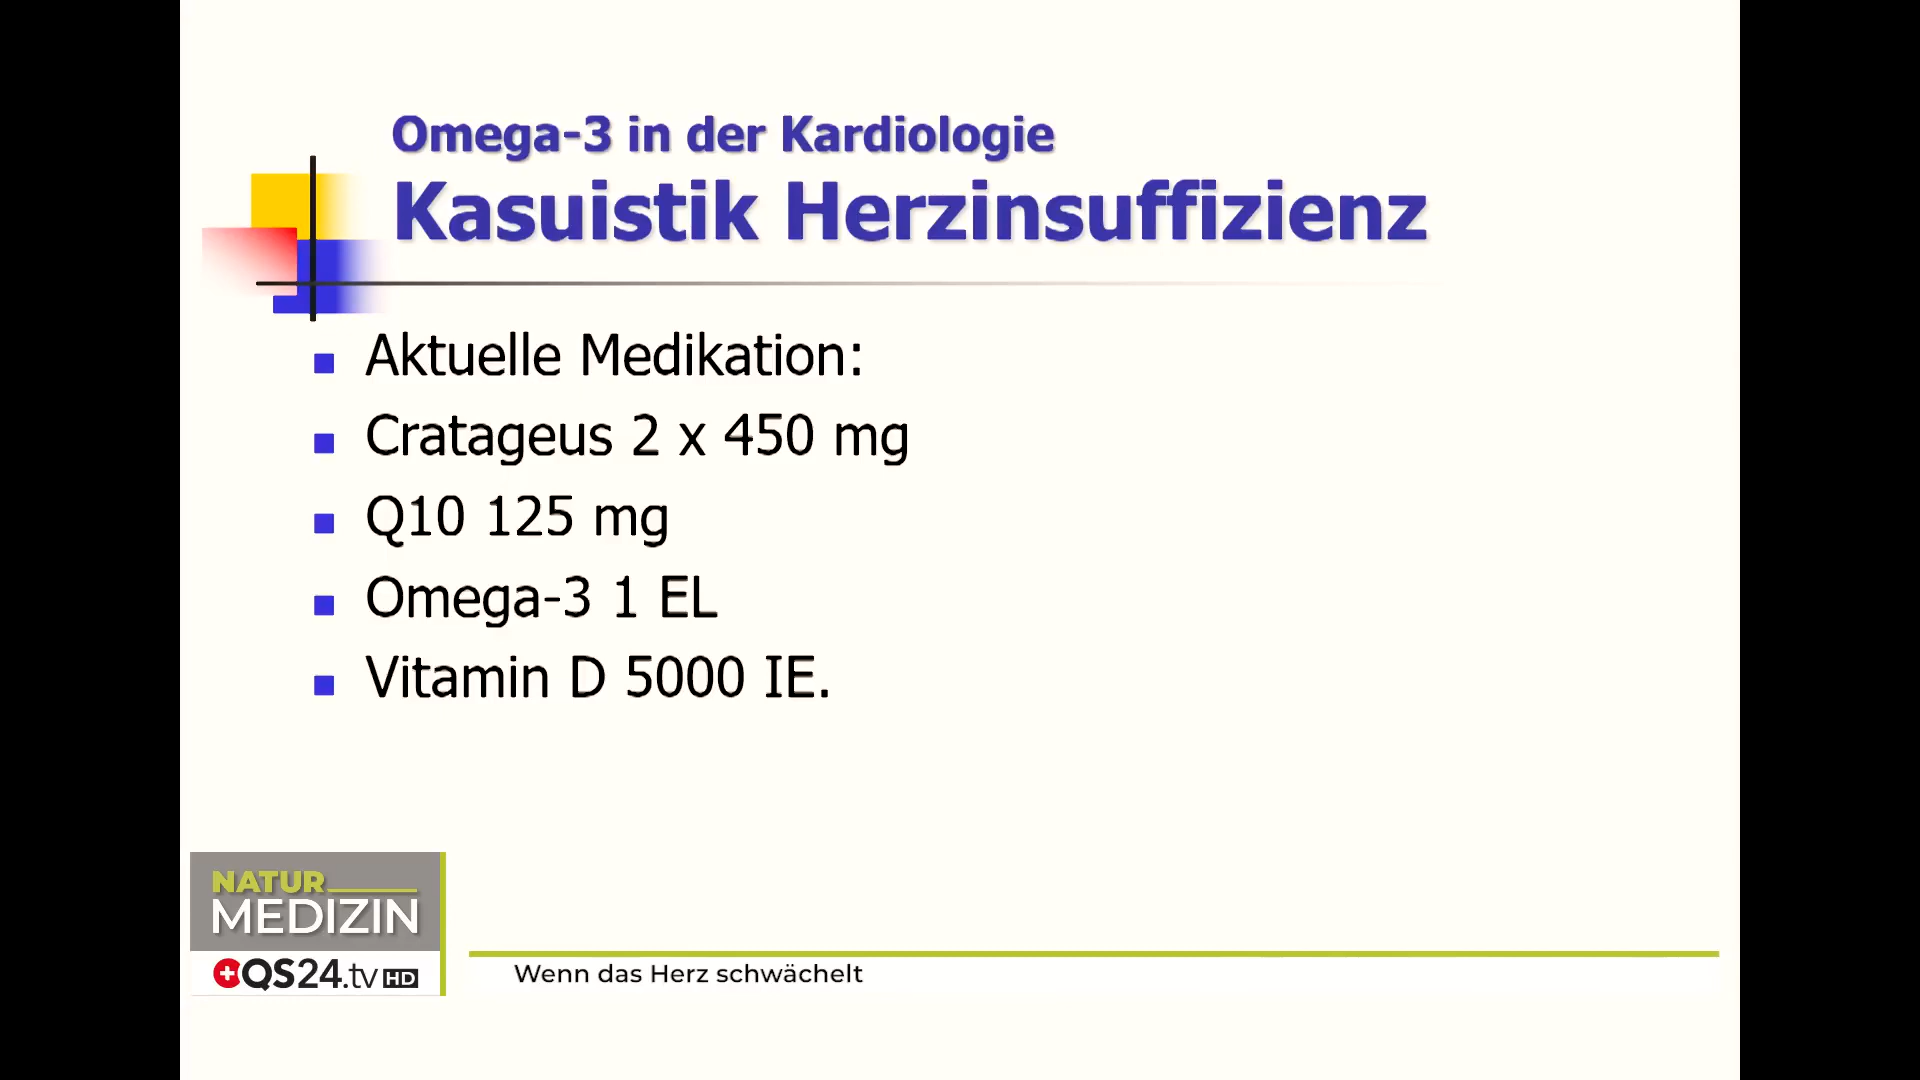 Omega-3 in der Kardiologie
Kasuistik Herzinsuffizienz
Aktuelle Medikation:
Cratageus 2 x 450 mg
Q10 125 mg
Omega-3 1 EL
Vitamin D 5000 IE.
NATUR
MEDIZIN
QS24.tv HD
Wenn das Herz schwächelt